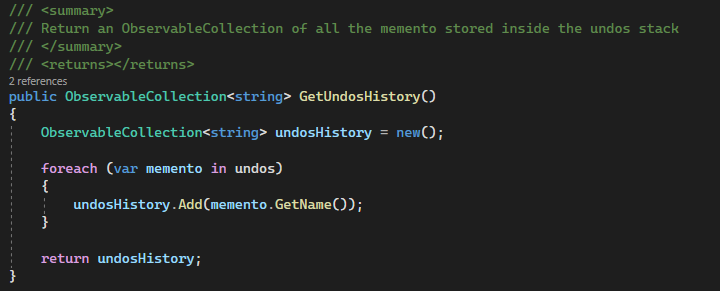 /// <summary>
/// Return an ObservableCollection of all the memento stored inside the undos stack
/// </summary>
/// <returns></returns>
2 references
public ObservableCollection<string> GetUndosHistory()
{
    ObservableCollection<string> undosHistory = new();
    foreach (var memento in undos)
    {
        undosHistory.Add(memento.GetName());
    }
    return undosHistory;
}